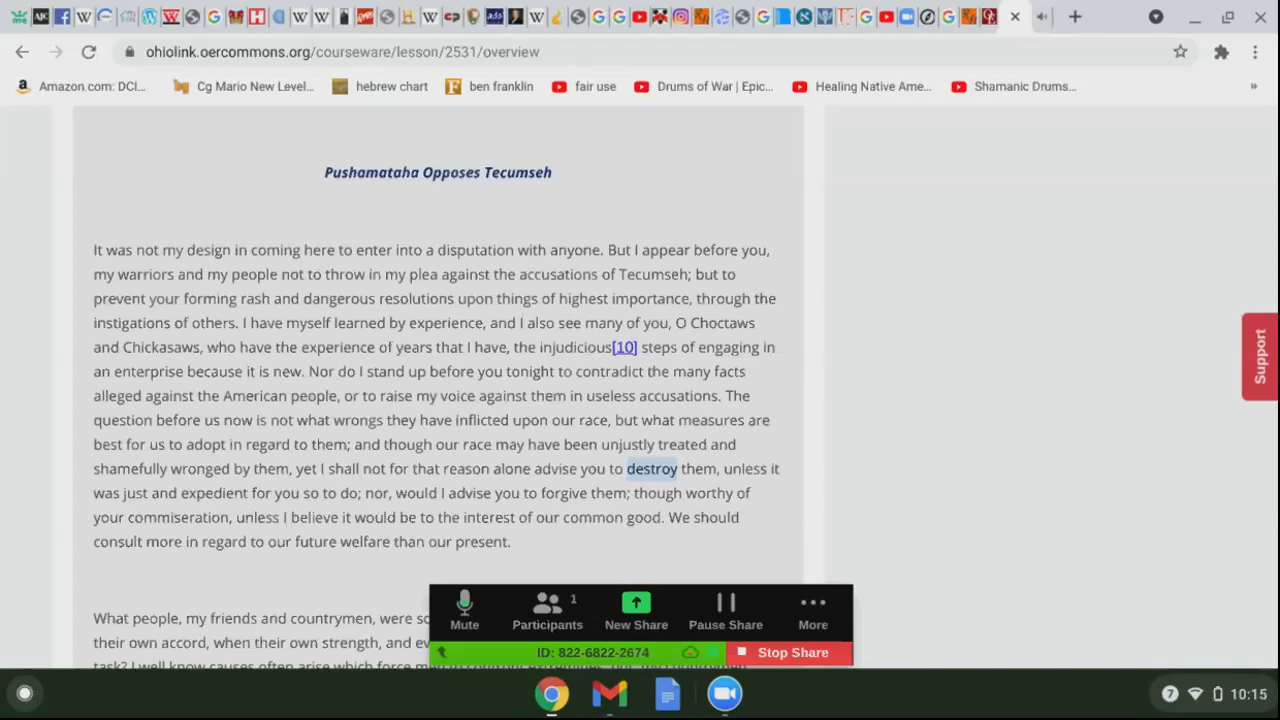 ohiolink.oercommons.org/courseware/lesson/2531/overview
Amazon.com: DCI...
Cg Mario New Level...
hebrew chart
ben franklin
fair use
Drums of War | Epic...
Healing Native Ame...
Shamanic Drums...
»
Pushamataha Opposes Tecumseh
It was not my design in coming here to enter into a disputation with anyone. But I appear before you,
my warriors and my people not to throw in my plea against the accusations of Tecumseh; but to
prevent your forming rash and dangerous resolutions upon things of highest importance, through the
instigations of others. I have myself learned by experience, and I also see many of you, O Choctaws
and Chickasaws, who have the experience of years that I have, the injudicious[10] steps of engaging in
an enterprise because it is new. Nor do I stand up before you tonight to contradict the many facts
alleged against the American people, or to raise my voice against them in useless accusations. The
question before us now is not what wrongs they have inflicted upon our race, but what measures are
best for us to adopt in regard to them; and though our race may have been unjustly treated and
shamefully wronged by them, yet I shall not for that reason alone advise you to destroy them, unless it
was just and expedient for you so to do; nor, would I advise you to forgive them; though worthy of
your commiseration, unless I believe it would be to the interest of our common good. We should
consult more in regard to our future welfare than our present.
What people, my friends and countrymen, were so
their own accord, when their own strength, and ev
task? I well know causes often arise which force
Support
1
Mute
Participants
New Share
Pause Share
More
ID: 822-6822-2674
Stop Share
7
10:15